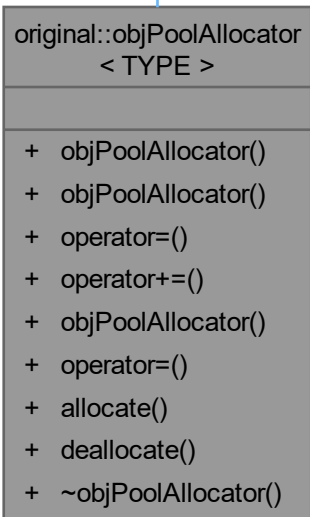 original::objPoolAllocator
< TYPE >
+ objPoolAllocator()
+ objPoolAllocator()
+ operator=()
+ operator+=()
+ objPoolAllocator()
+ operator=()
+ allocate()
+ deallocate()
+ ~objPoolAllocator()